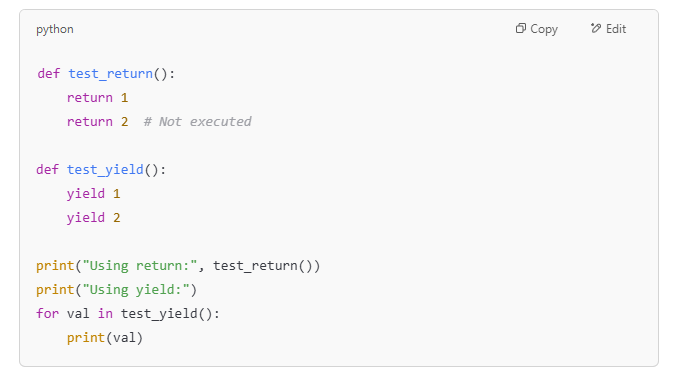 python Copy Edit
def test_return():
    return 1
    return 2  # Not executed

def test_yield():
    yield 1
    yield 2

print("Using return:", test_return())
print("Using yield:")
for val in test_yield():
    print(val)